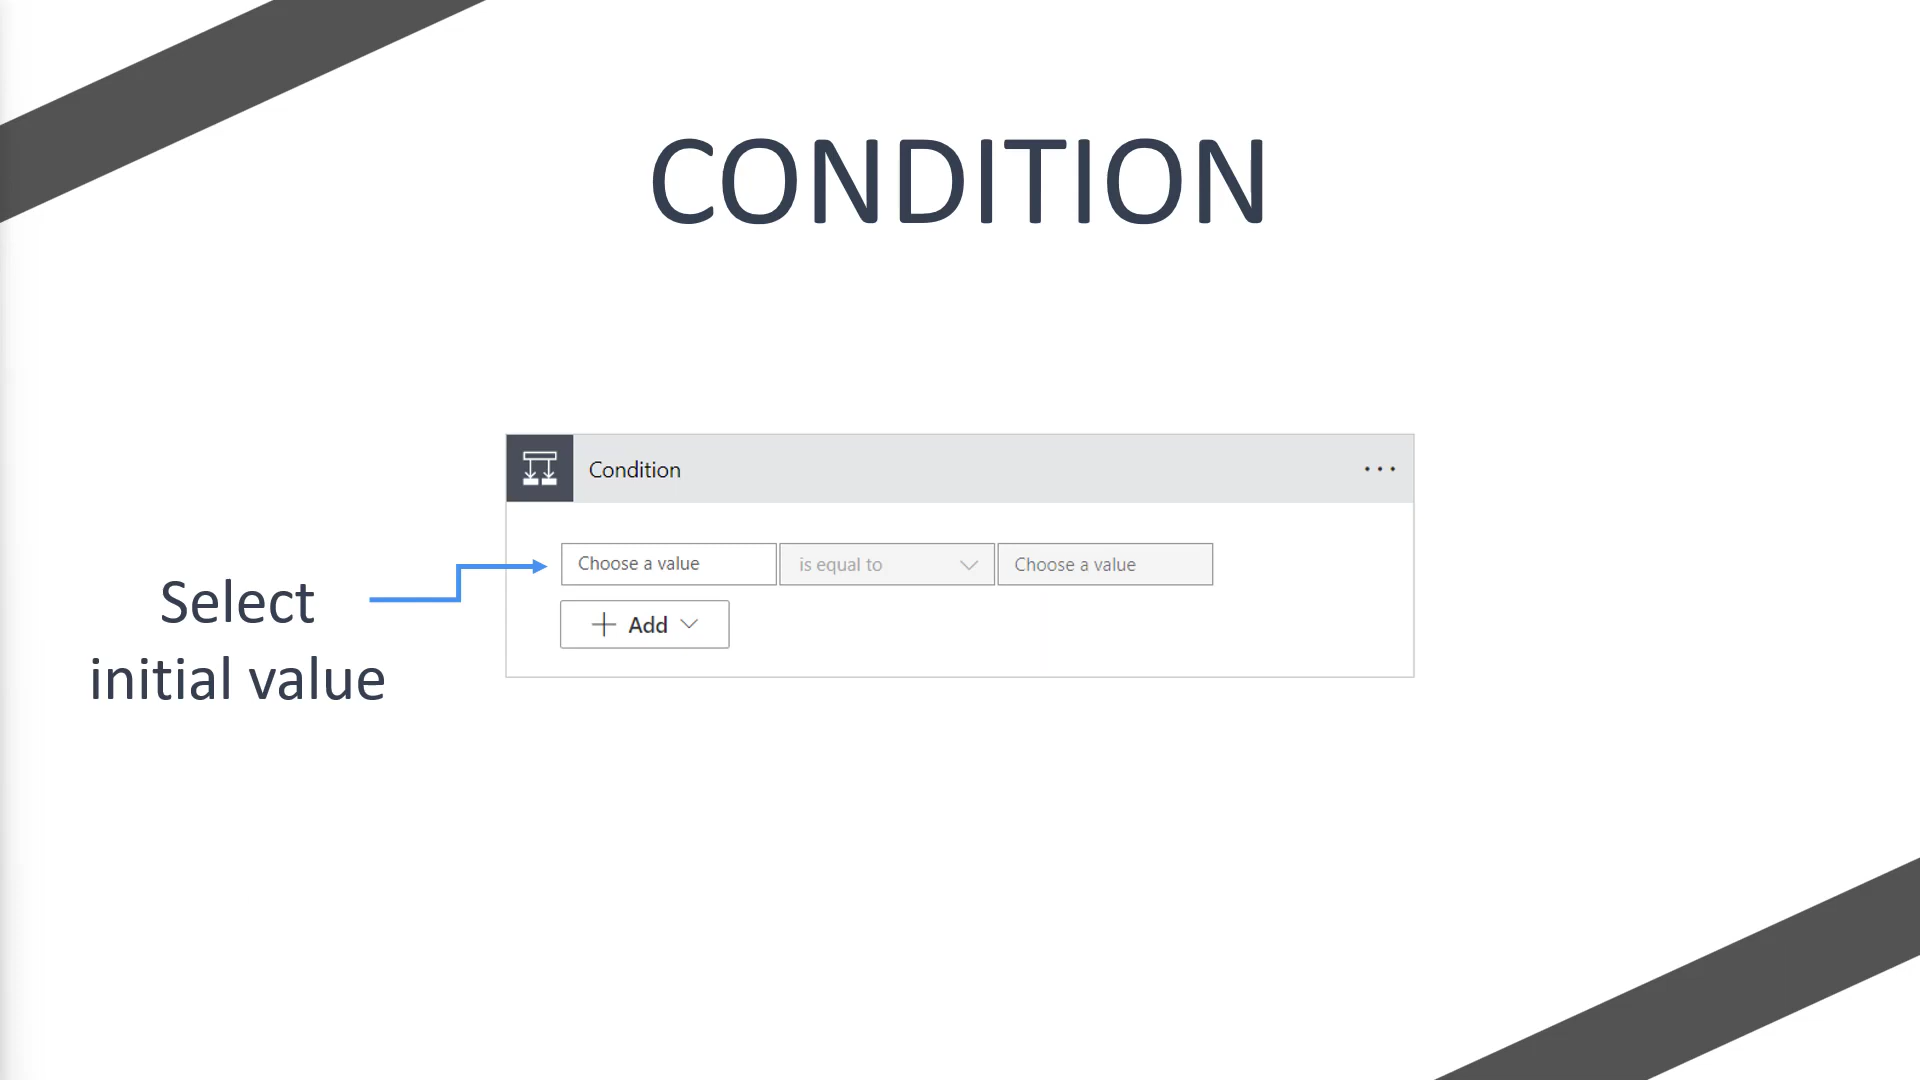 CONDITION
Condition
Choose a value is equal to Choose a value
Add
Select
initial value